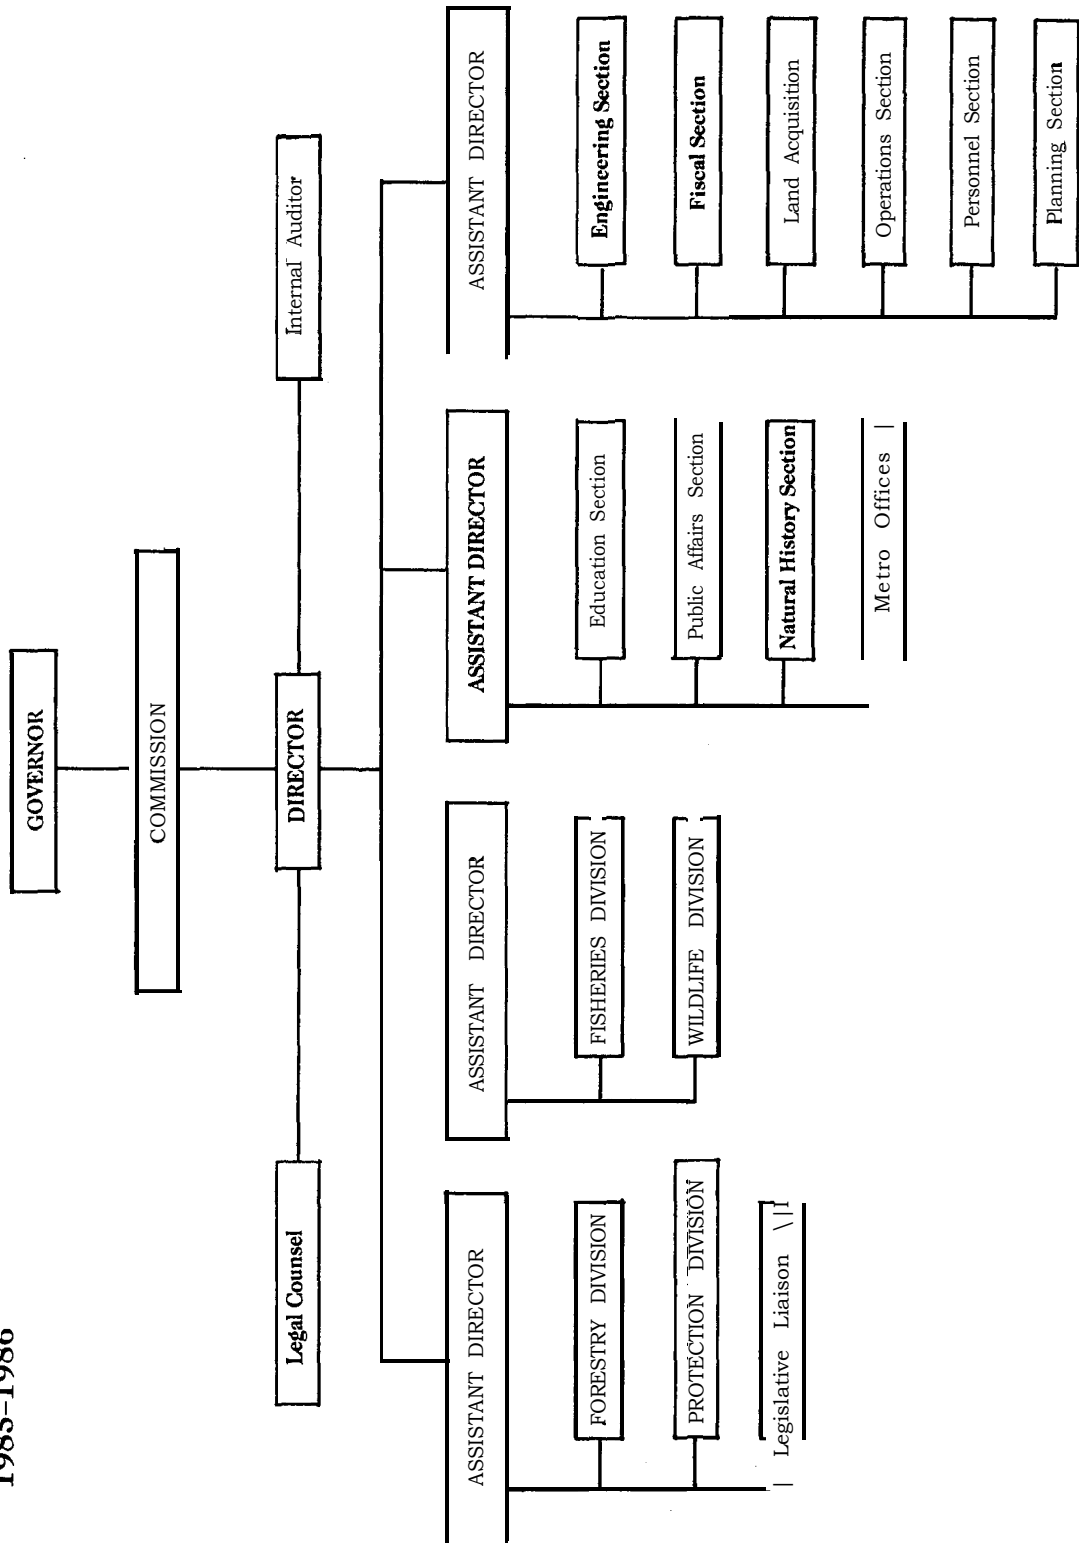 1985–1986
GOVERNOR
COMMISSION
Legal Counsel
DIRECTOR
Internal Auditor
ASSISTANT DIRECTOR
FORESTRY DIVISION
PROTECTION DIVISION
Legislative Liaison
ASSISTANT DIRECTOR
FISHERIES DIVISION
WILDLIFE DIVISION
ASSISTANT DIRECTOR
Education Section
Public Affairs Section
Natural History Section
Metro Offices
ASSISTANT DIRECTOR
Engineering Section
Fiscal Section
Land Acquisition
Operations Section
Personnel Section
Planning Section